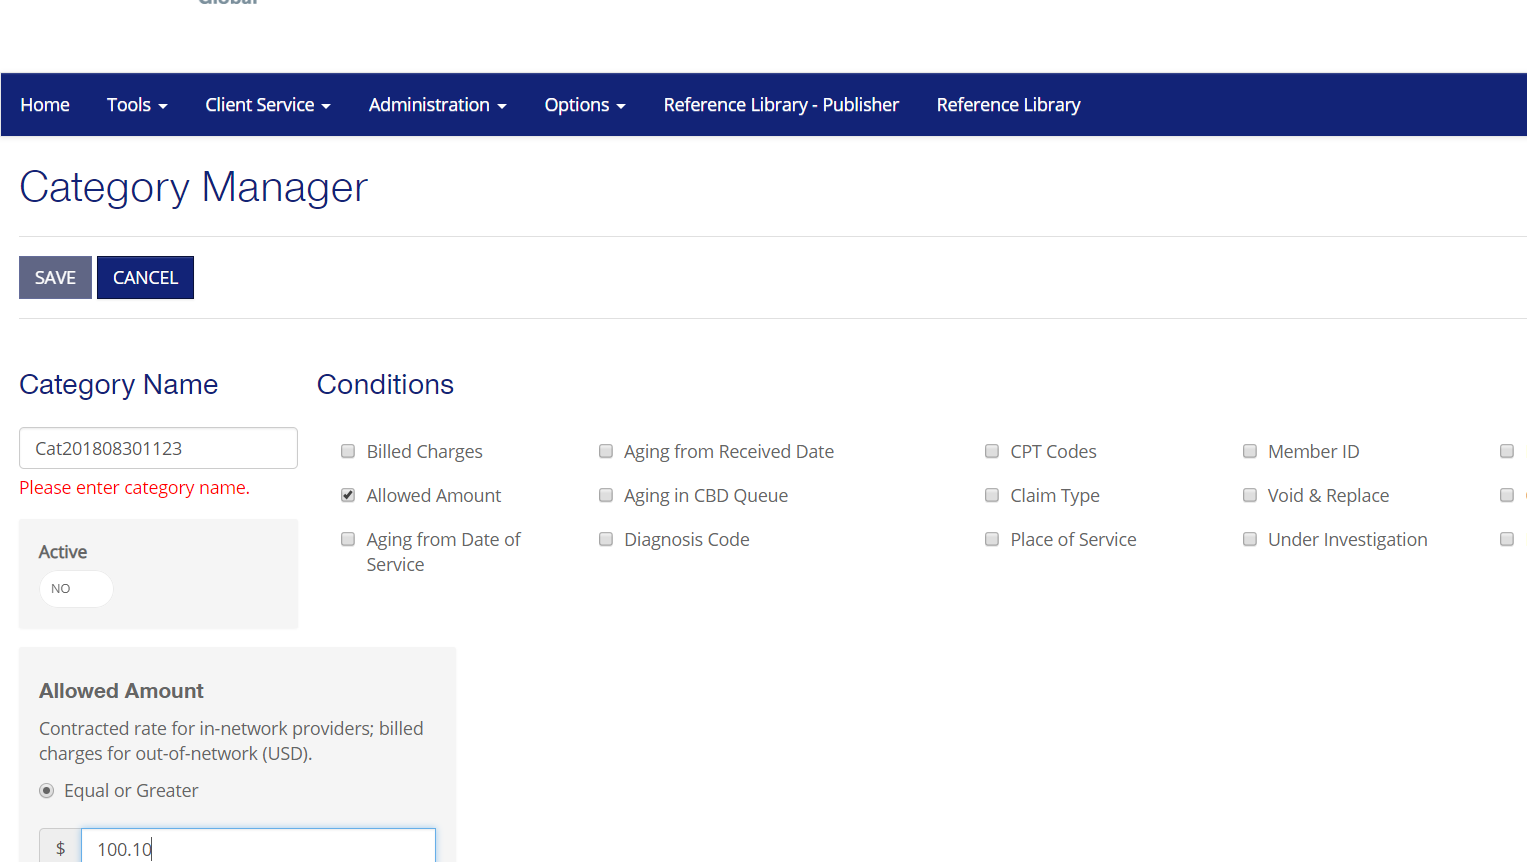 Global
Home Tools Client Service Administration Options Reference Library - Publisher Reference Library
Category Manager
SAVE CANCEL
Category Name
Conditions
Cat201808301123
Please enter category name.
Active
NO
Billed Charges Aging from Received Date CPT Codes Member ID
Allowed Amount Aging in CBD Queue Claim Type Void & Replace
Aging from Date of Service Diagnosis Code Place of Service Under Investigation
Allowed Amount
Contracted rate for in-network providers; billed
charges for out-of-network (USD).
Equal or Greater
$ 100.10